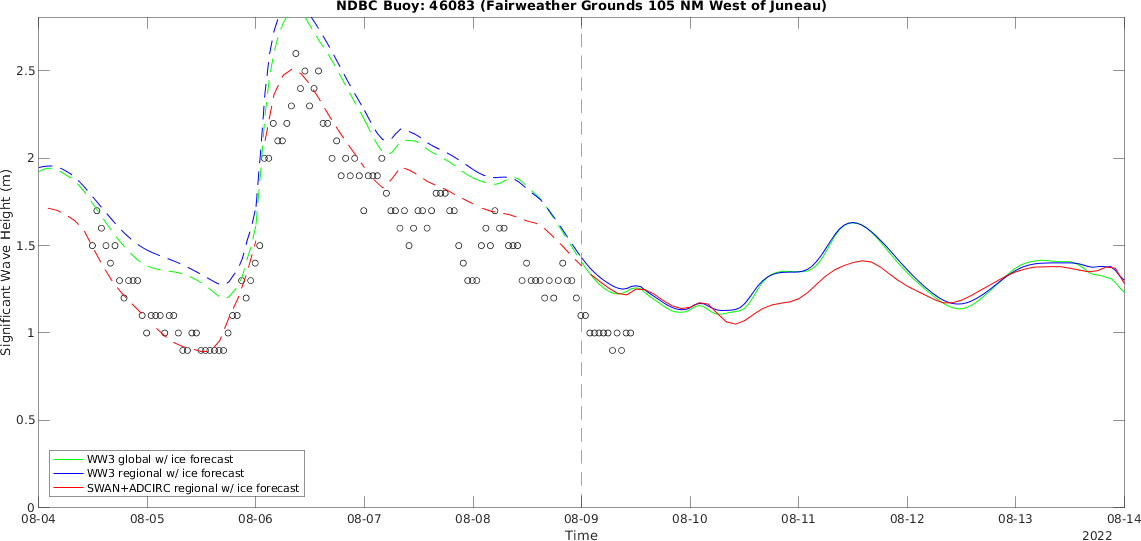 NDBC Buoy: 46083 (Fairweather Grounds 105 NM West of Juneau)
Significant Wave Height (m)
2.5
2
1.5
1
0.5
0
WW3 global w/ ice forecast
WW3 regional w/ ice forecast
SWAN+ADCIRC regional w/ ice forecast
08-04 08-05 08-06 08-07 08-08 08-09 08-10 08-11 08-12 08-13 08-14
Time
2022